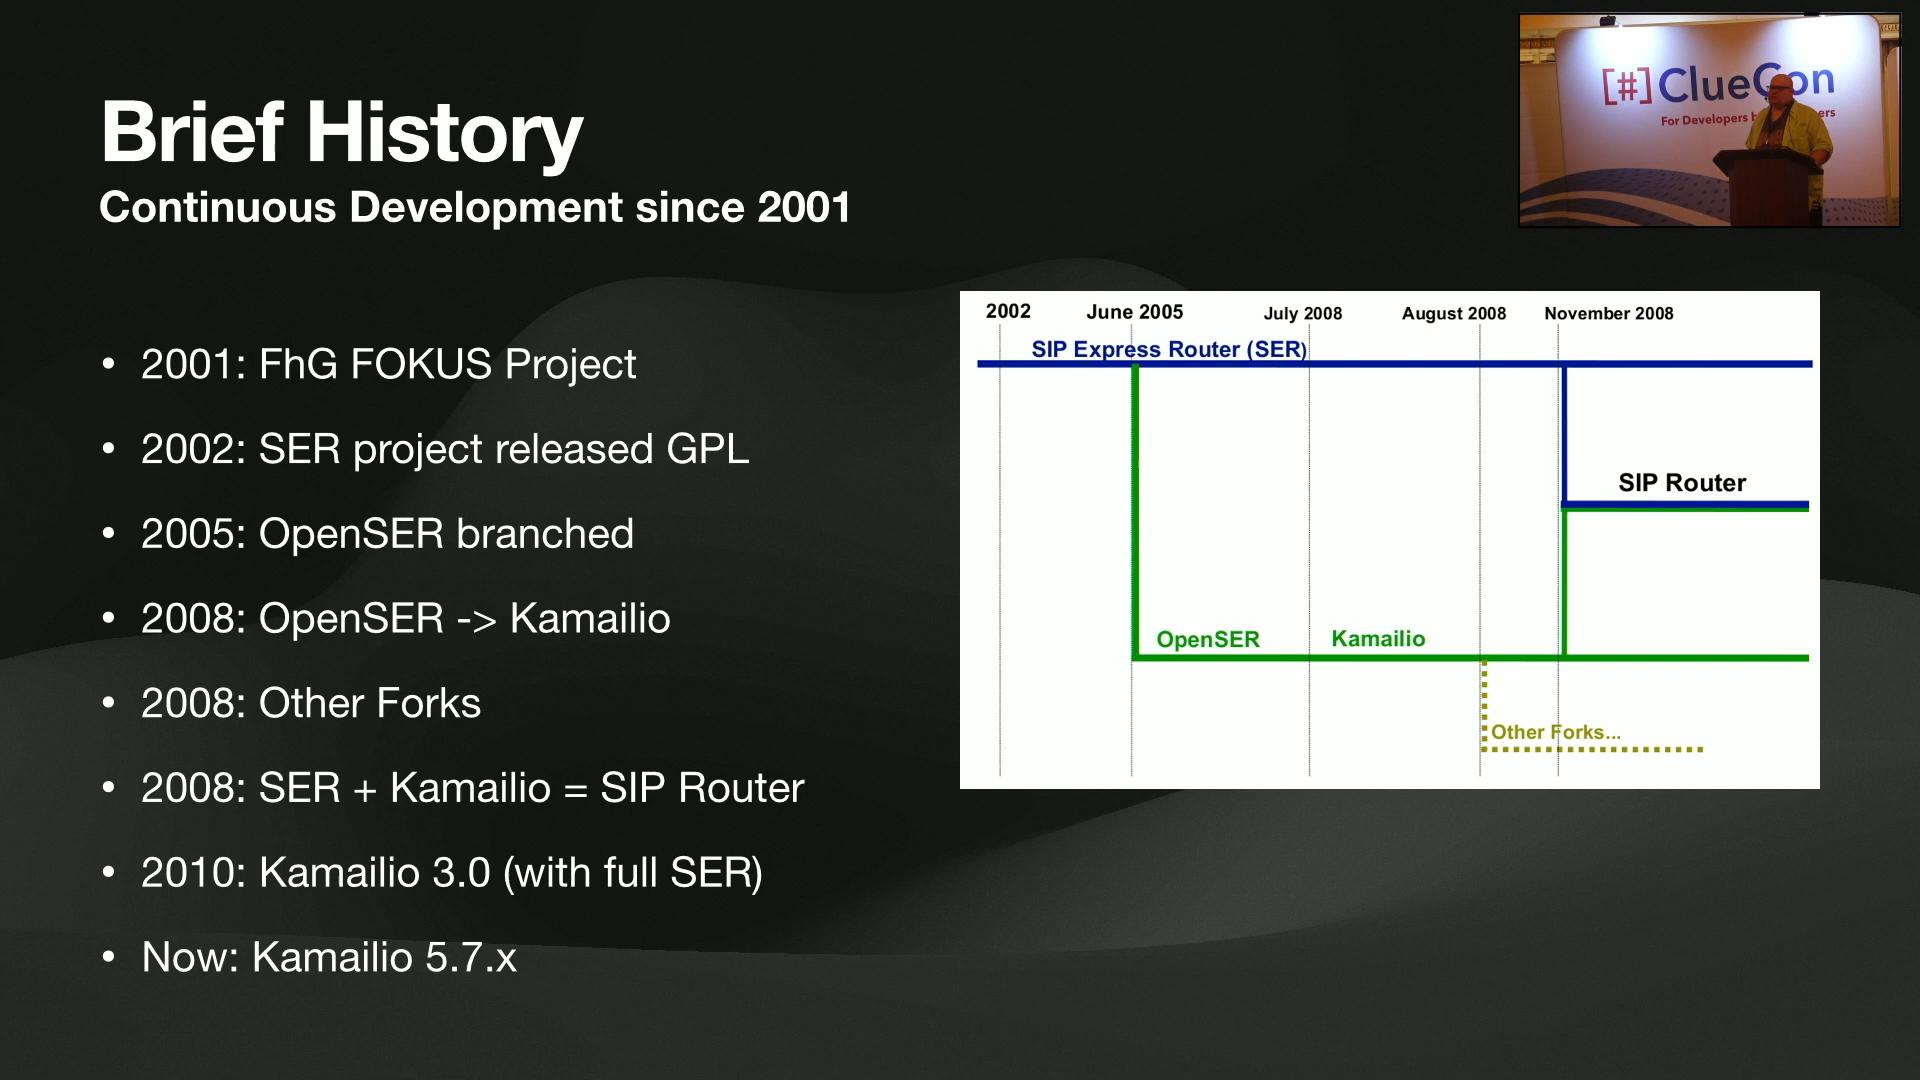 Brief History
Continuous Development since 2001
• 2001: FhG FOKUS Project
• 2002: SER project released GPL
• 2005: OpenSER branched
• 2008: OpenSER -> Kamailio
• 2008: Other Forks
• 2008: SER + Kamailio = SIP Router
• 2010: Kamailio 3.0 (with full SER)
• Now: Kamailio 5.7.x
[#] ClueCon
For Developers
2002 June 2005 July 2008 August 2008 November 2008
SIP Express Router (SER)
SIP Router
OpenSER Kamailio
Other Forks...